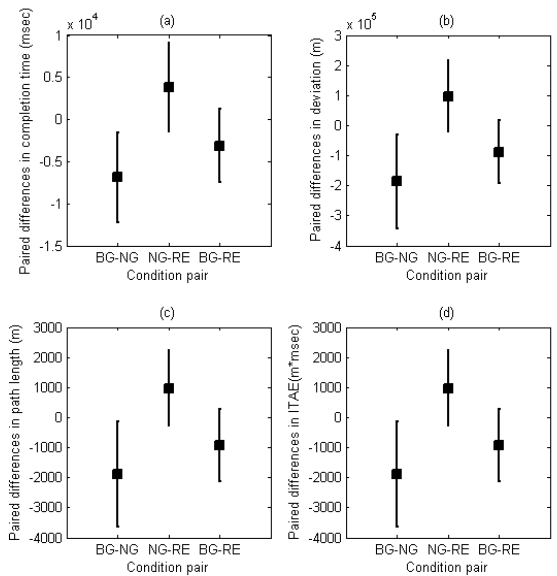 x 10^4
(a)
1
0.5
0
-0.5
-1
-1.5
Paired differences in completion time (msec)
BG-NG NG-RE BG-RE
Condition pair
x 10^5
(b)
3
2
1
0
-1
-2
-3
-4
Paired differences in deviation (m)
BG-NG NG-RE BG-RE
Condition pair
(c)
3000
2000
1000
0
-1000
-2000
-3000
-4000
Paired differences in path length (m)
BG-NG NG-RE BG-RE
Condition pair
(d)
3000
2000
1000
0
-1000
-2000
-3000
-4000
Paired differences in ITAE(m*msec)
BG-NG NG-RE BG-RE
Condition pair